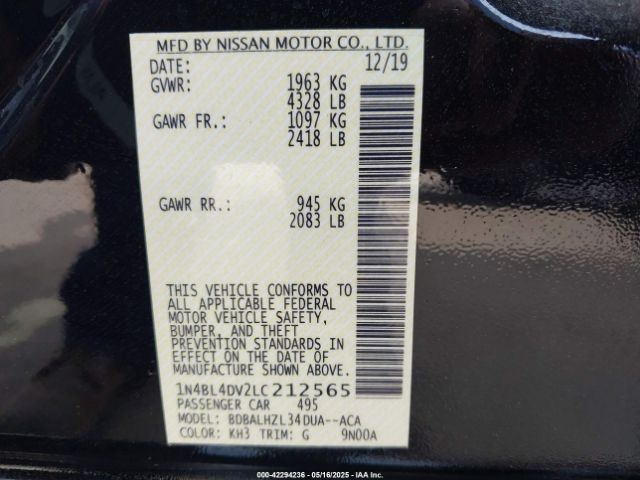 MFD BY NISSAN MOTOR CO., LTD.
DATE: 12/19
GVWR: 1963 KG
4328 LB
GAWR FR.: 1097 KG
2418 LB
GAWR RR.: 945 KG
2083 LB
THIS VEHICLE CONFORMS TO
ALL APPLICABLE FEDERAL
MOTOR VEHICLE SAFETY,
BUMPER, AND THEFT
PREVENTION STANDARDS IN
EFFECT ON THE DATE OF
MANUFACTURE SHOWN ABOVE.
1N4BL4DV2LC212565
PASSENGER CAR 495
MODEL: BDBALHZL34DUA--ACA
COLOR: KH3 TRIM: G 9N00A
000-42294236 - 05/16/2025 - IAA